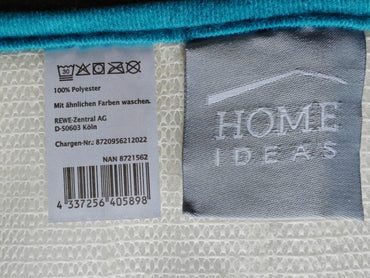 30
100% Polyester
Mit ähnlichen Farben waschen.
REWE-Zentral AG
D-50603 Köln
Chargen-Nr.: 8720956212022
NAN 8721562
4 337256 405898
HOME
IDEAS